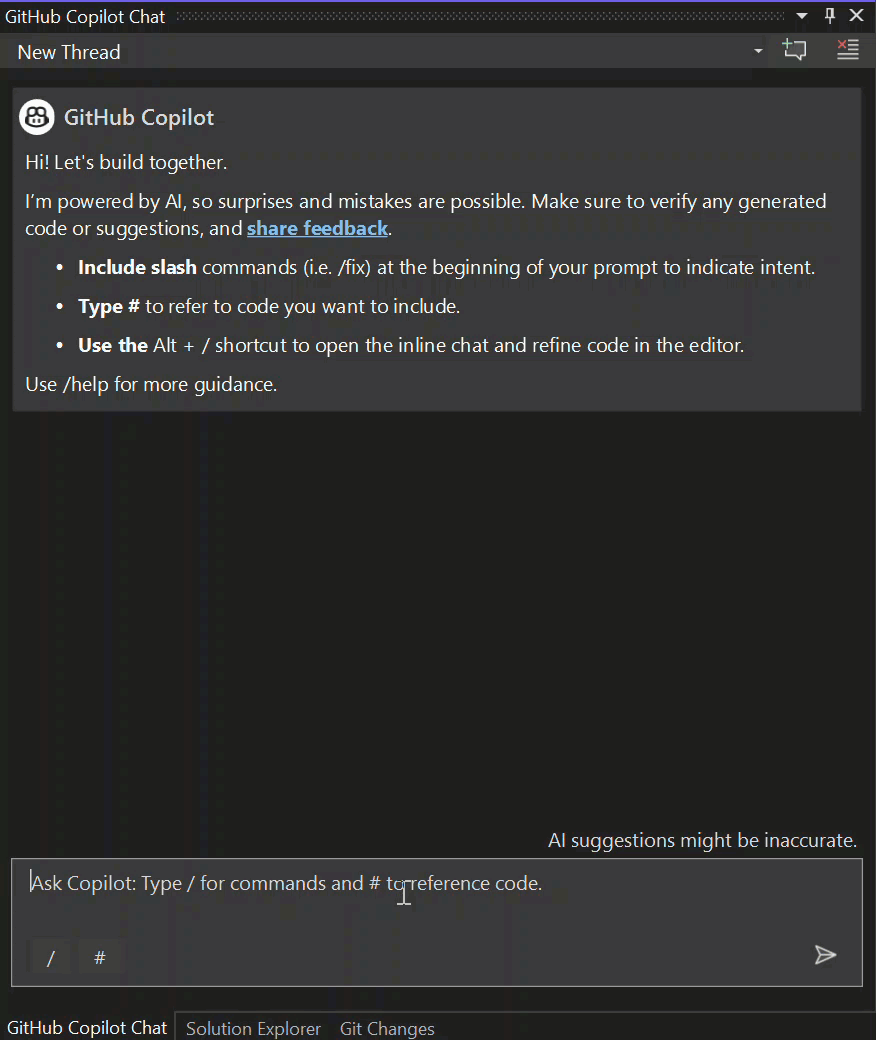 GitHub Copilot Chat
New Thread
GitHub Copilot
Hi! Let's build together.
I'm powered by AI, so surprises and mistakes are possible. Make sure to verify any generated
code or suggestions, and share feedback.
• Include slash commands (i.e. /fix) at the beginning of your prompt to indicate intent.
• Type # to refer to code you want to include.
• Use the Alt + / shortcut to open the inline chat and refine code in the editor.
Use /help for more guidance.
AI suggestions might be inaccurate.
Ask Copilot: Type / for commands and # to reference code.
/ #
GitHub Copilot Chat Solution Explorer Git Changes